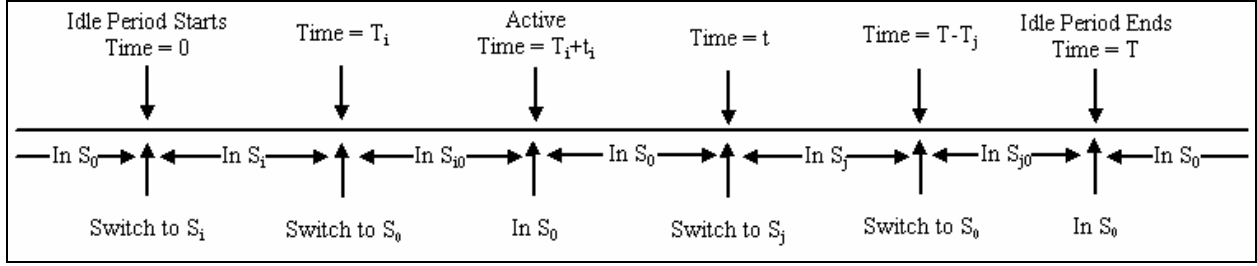 Idle Period Starts
Time = 0
Time = Tᵢ
Active
Time = Tᵢ+tᵢ
Time = t
Time = T-Tⱼ
Idle Period Ends
Time = T
In S₀
In Sᵢ
In Sᵢ₀
In S₀
In Sⱼ
In Sⱼ₀
In S₀
Switch to Sᵢ
Switch to S₀
In S₀
Switch to Sⱼ
Switch to S₀
In S₀